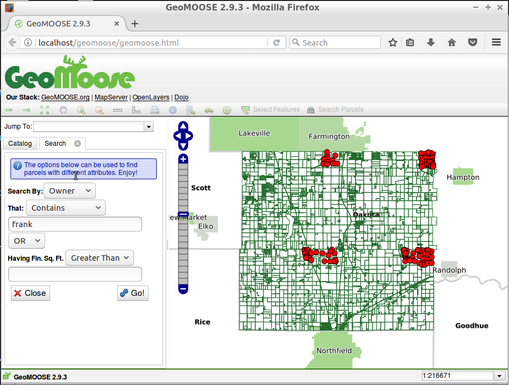 GeoMOOSE 2.9.3 - Mozilla Firefox
GeoMOOSE 2.9.3
localhost/geomoose/geomoose.html
Search
GeoMoose
Our Stack: GeoMOOSE.org | MapServer | OpenLayers | Dojo
Select Features
Search Parcels
Jump To:
Catalog
Search
The options below can be used to find
parcels with different attributes. Enjoy!
Search By: Owner
That: Contains
frank
OR
Having Fin. Sq. Ft. Greater Than
Close
Go!
Lakeville
Farmington
Hampton
Scott
Dakota
Elko
Randolph
Rice
Goodhue
Northfield
GeoMOOSE 2.9.3
1:216671